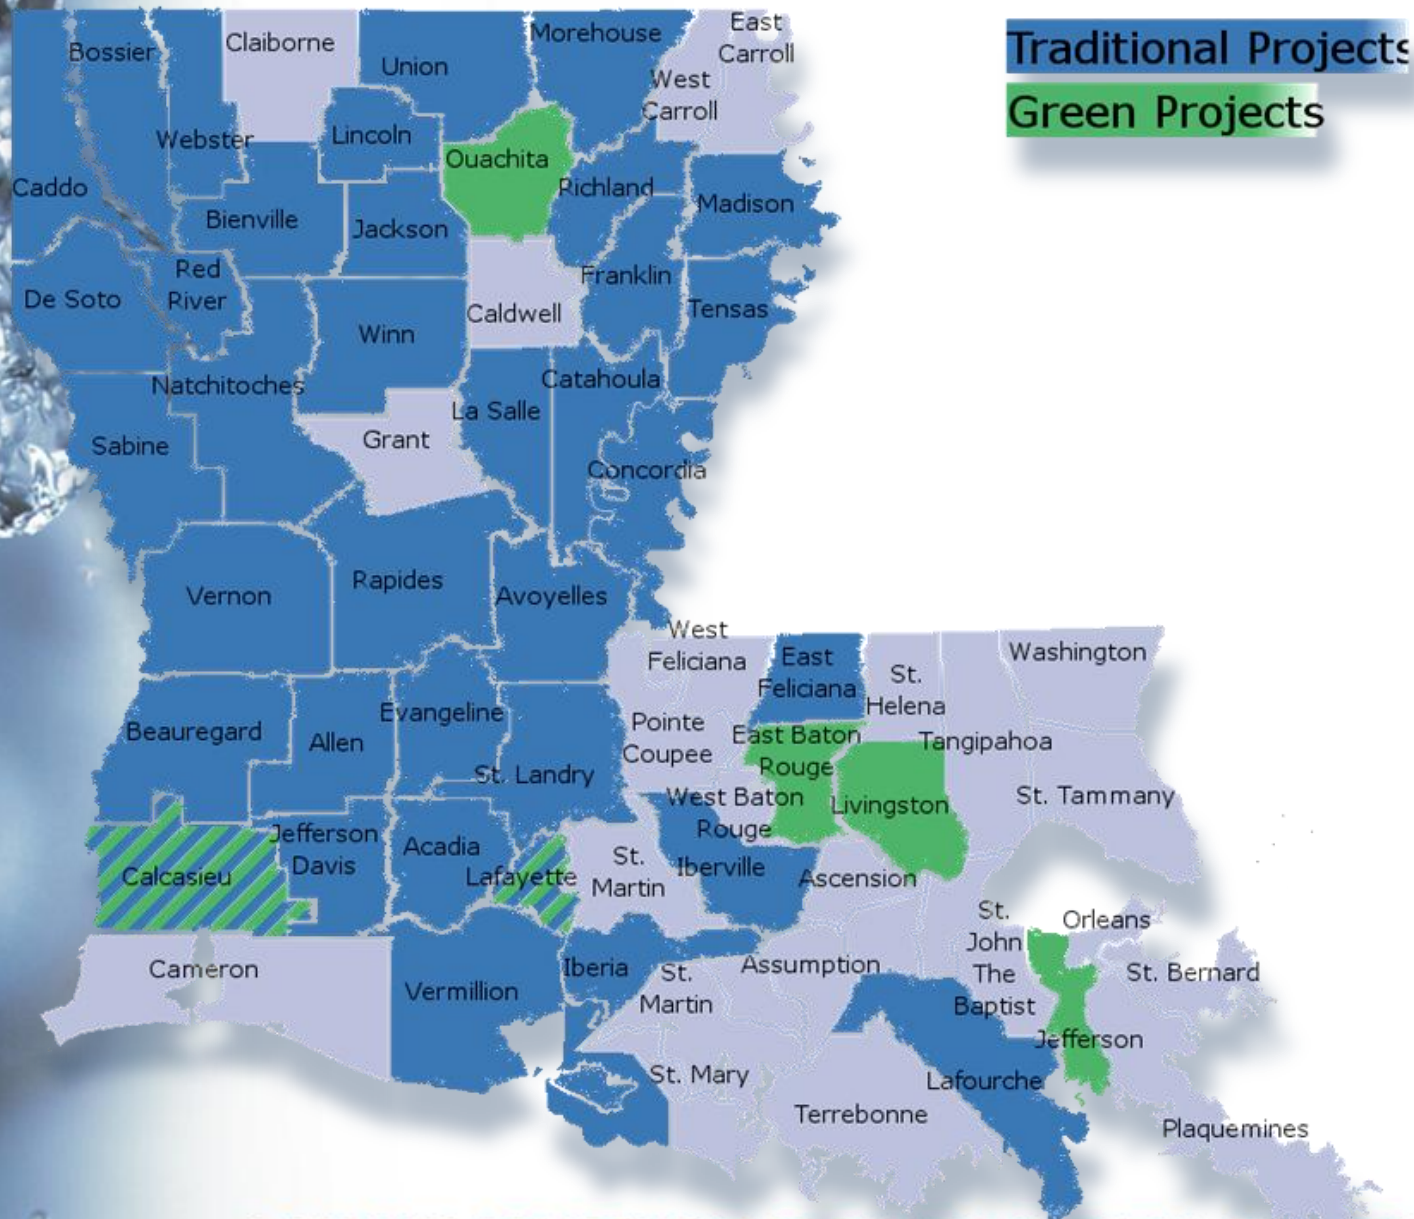 Traditional Projects
Green Projects
Bossier
Claiborne
Union
Morehouse
East
Carroll
West
Carroll
Webster
Lincoln
Ouachita
Caddo
Bienville
Jackson
Richland
Madison
De Soto
Red
River
Winn
Caldwell
Franklin
Tensas
Natchitoches
Sabine
Grant
La Salle
Catahoula
Concordia
Vernon
Rapides
Avoyelles
West
Feliciana
East
Feliciana
St.
Helena
Washington
Beauregard
Allen
Evangeline
St. Landry
Pointe
Coupee
East Baton
Rouge
Tangipahoa
West Baton
Rouge
Livingston
St. Tammany
Calcasieu
Jefferson
Davis
Acadia
Lafayette
St.
Martin
Iberville
Ascension
St.
John
The
Baptist
Orleans
Cameron
Vermillion
Iberia
St.
Martin
Assumption
St. Bernard
Jefferson
St. Mary
Terrebonne
Lafourche
Plaquemines